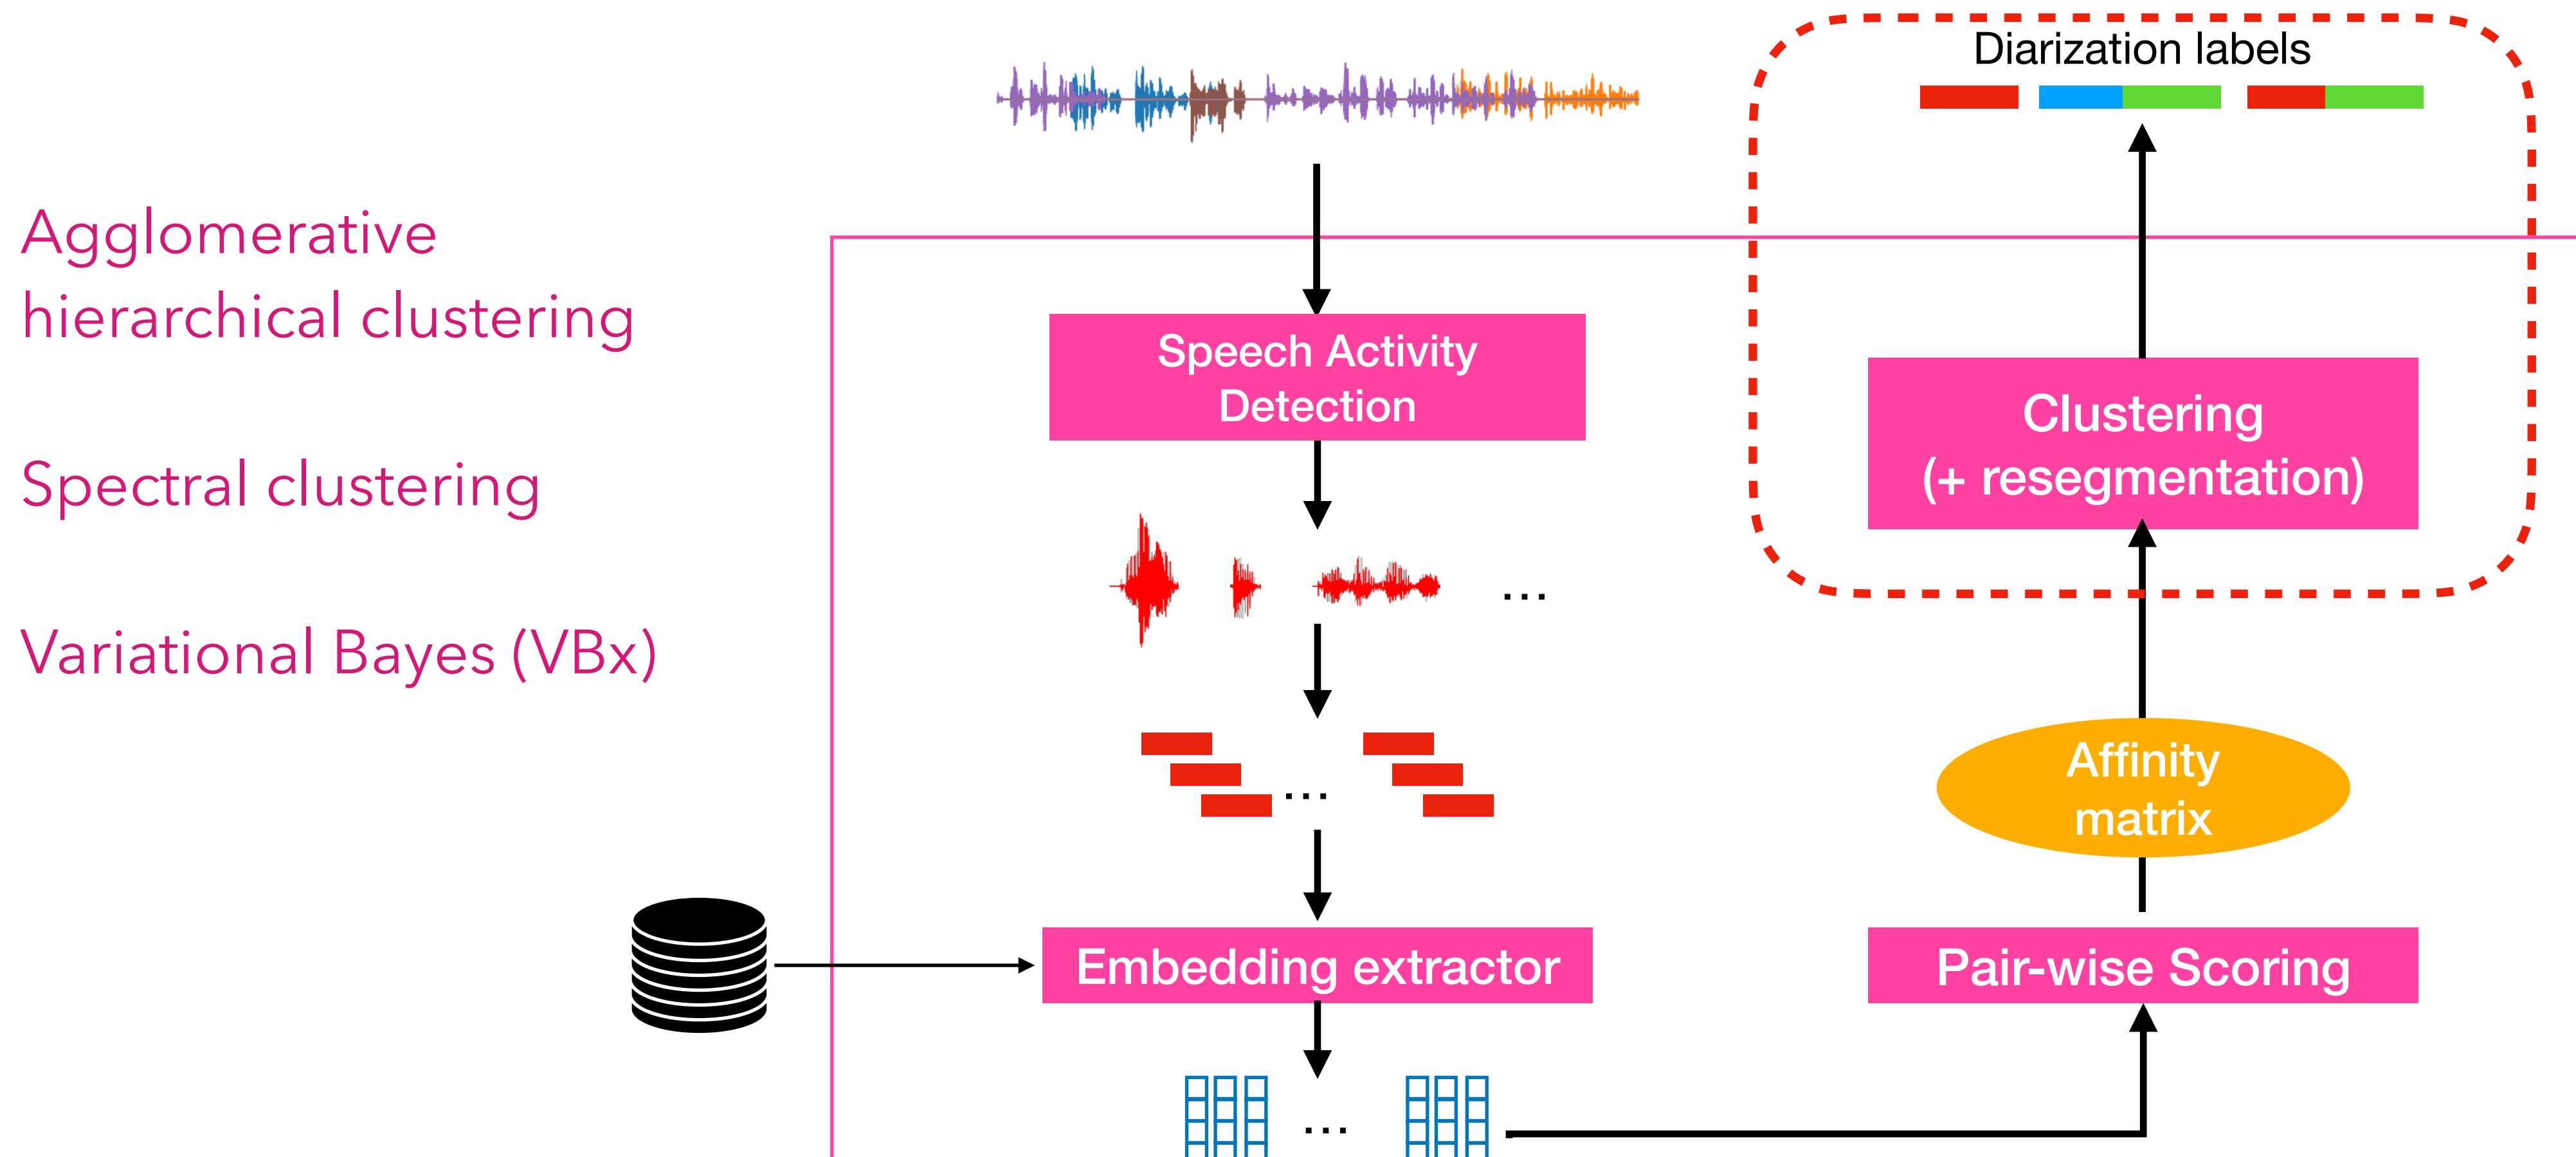 Agglomerative
hierarchical clustering
Spectral clustering
Variational Bayes (VBx)
Speech Activity
Detection
...
...
Embedding extractor
...
Diarization labels
Clustering
(+ resegmentation)
Affinity
matrix
Pair-wise Scoring